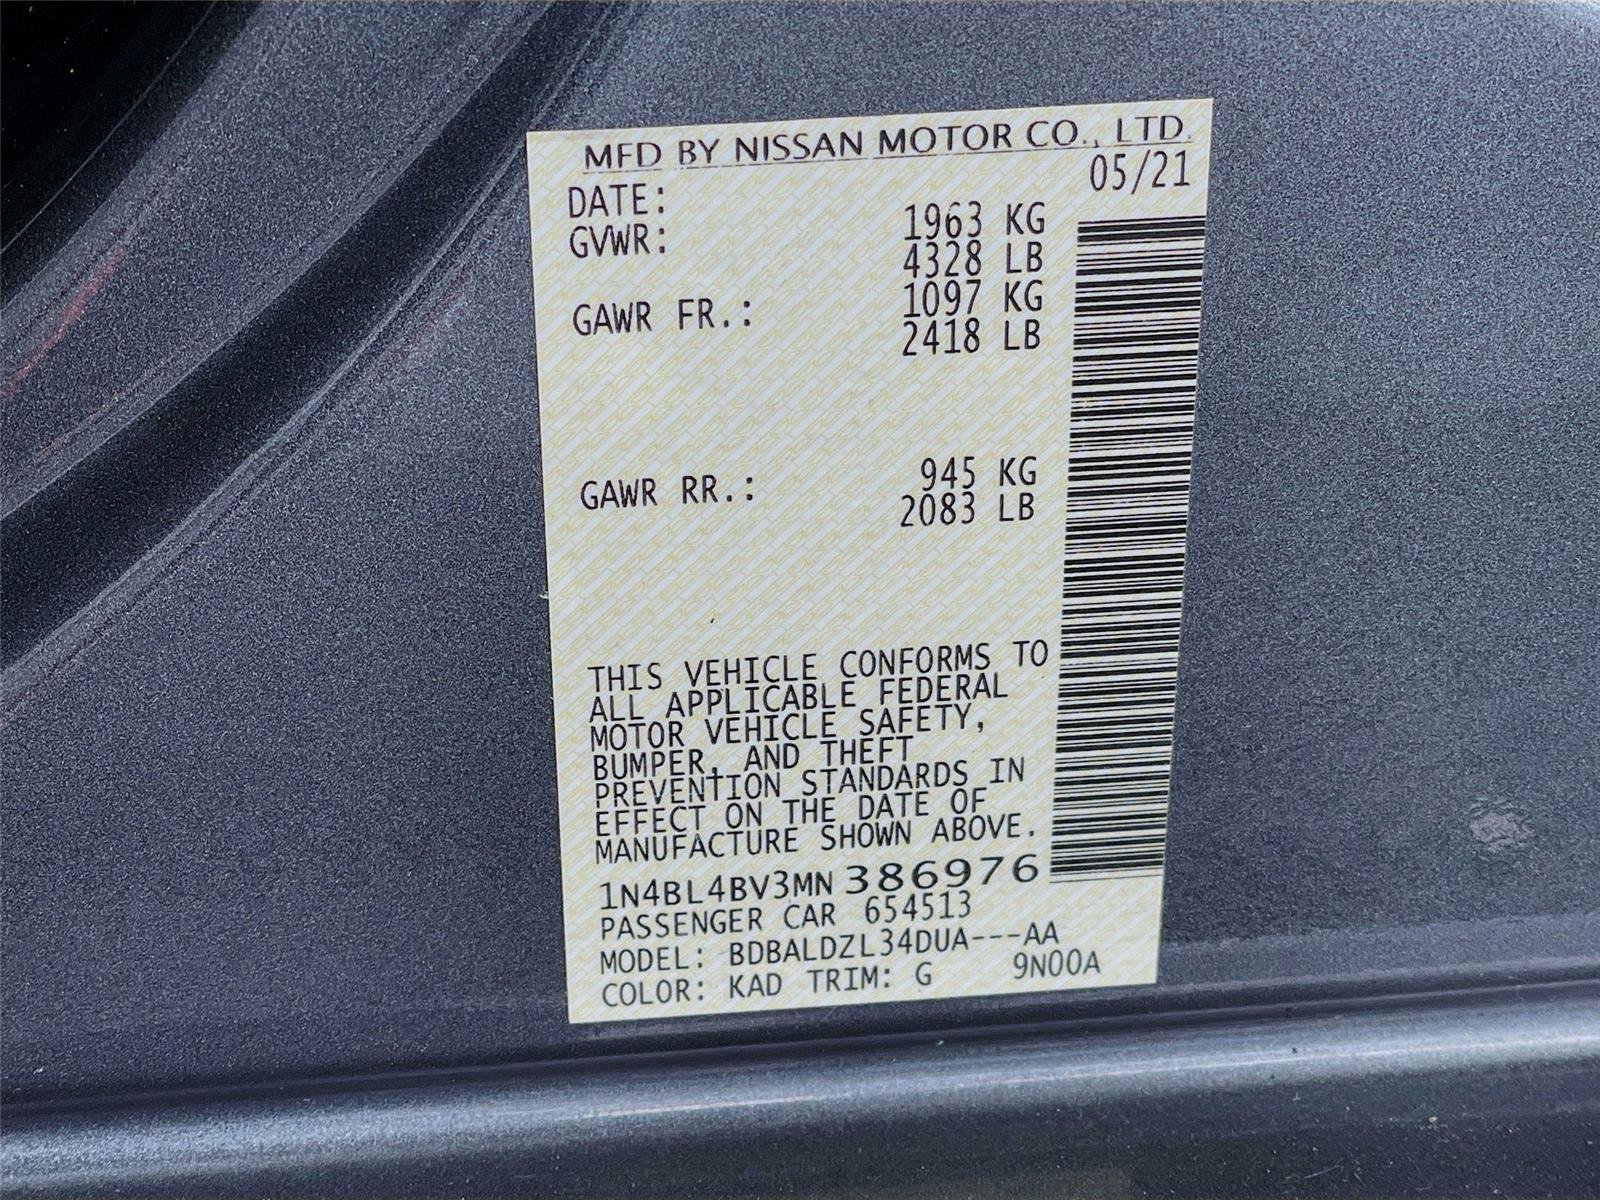 MFD BY NISSAN MOTOR CO., LTD.
DATE: 05/21
GVWR: 1963 KG
4328 LB
GAWR FR.: 1097 KG
2418 LB
GAWR RR.: 945 KG
2083 LB
THIS VEHICLE CONFORMS TO
ALL APPLICABLE FEDERAL
MOTOR VEHICLE SAFETY,
BUMPER, AND THEFT
PREVENTION STANDARDS IN
EFFECT ON THE DATE OF
MANUFACTURE SHOWN ABOVE.
1N4BL4BV3MN386976
PASSENGER CAR 654513
MODEL: BDBALDZL34DUA---AA
COLOR: KAD TRIM: G 9N00A